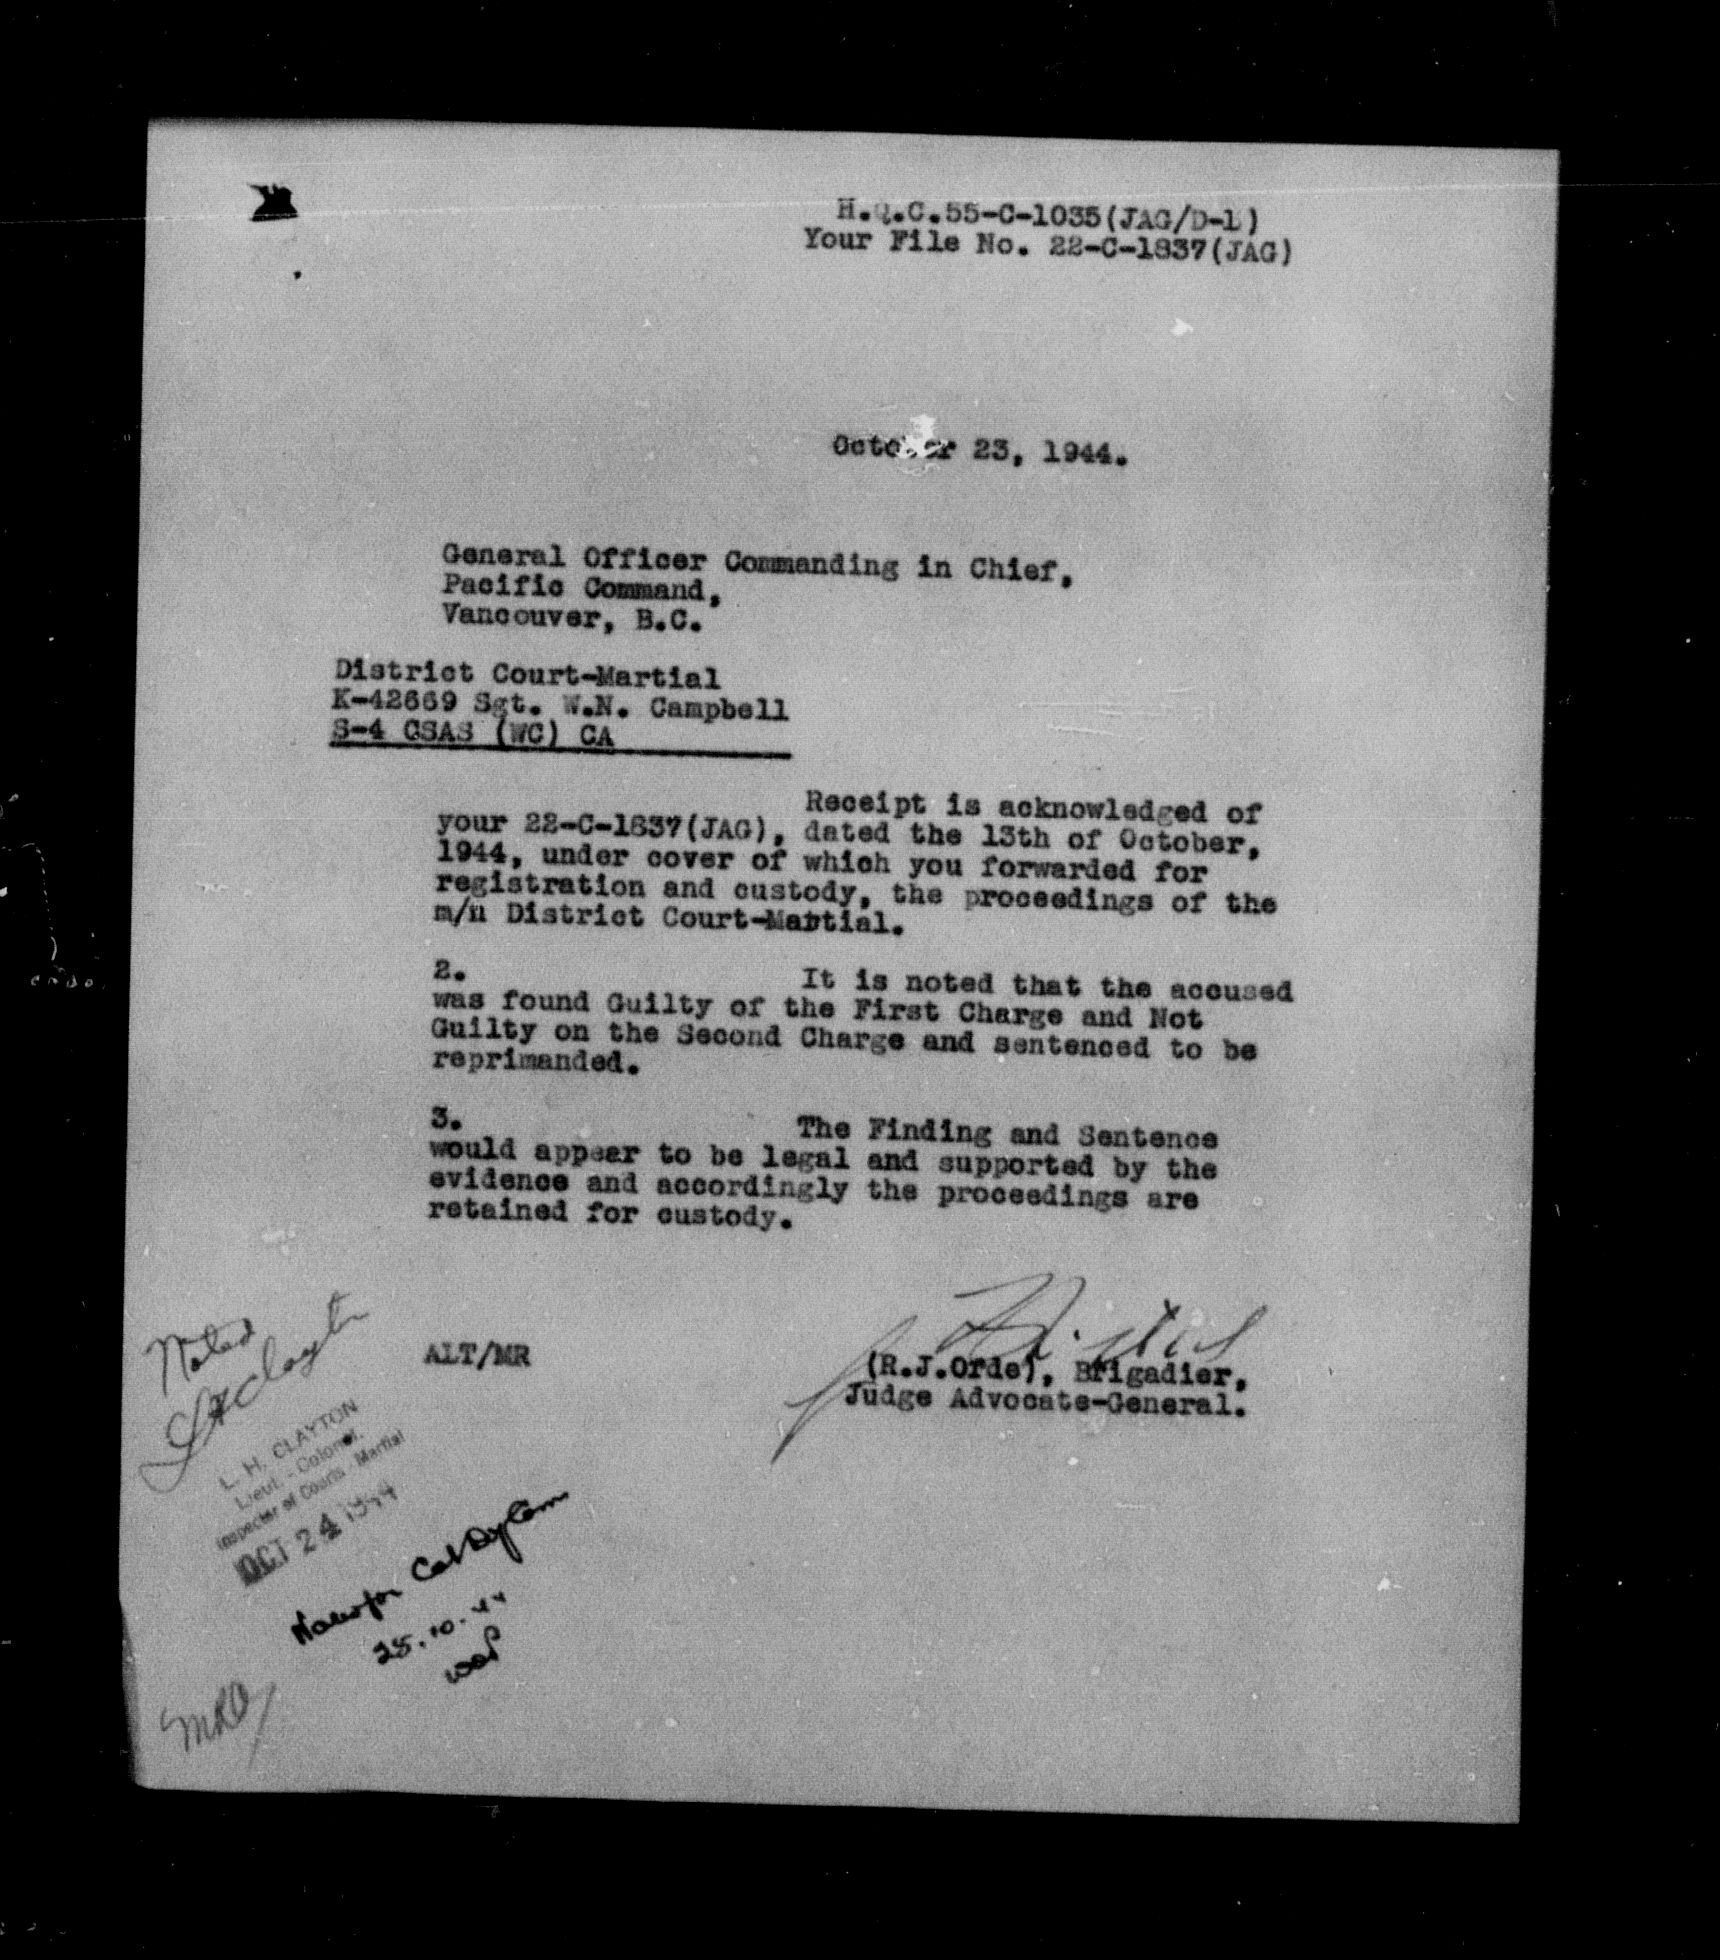 H.Q.C.55-C-1035(JAG/D-1)
Your File No. 22-C-1837(JAG)
October 23, 1944.
General Officer Commanding in Chief,
Pacific Command,
Vancouver, B.C.
District Court-Martial
K-42669 Sgt. W.N. Campbell
S-4 CSAS (WC) CA
Receipt is acknowledged of
your 22-C-1837(JAG), dated the 13th of October,
1944, under cover of which you forwarded for
registration and custody, the proceedings of the
m/n District Court-Martial.
2. It is noted that the accused
was found Guilty of the First Charge and Not
Guilty on the Second Charge and sentenced to be
reprimanded.
3. The Finding and Sentence
would appear to be legal and supported by the
evidence and accordingly the proceedings are
retained for custody.
ALT/MR
(R.J.Orde), Brigadier,
Judge Advocate-General.
Noted
L H Clayton
L. H. CLAYTON
Lieut. - Colonel,
Inspector of Courts - Martial
OCT 24 1944
25.10.44
MRO